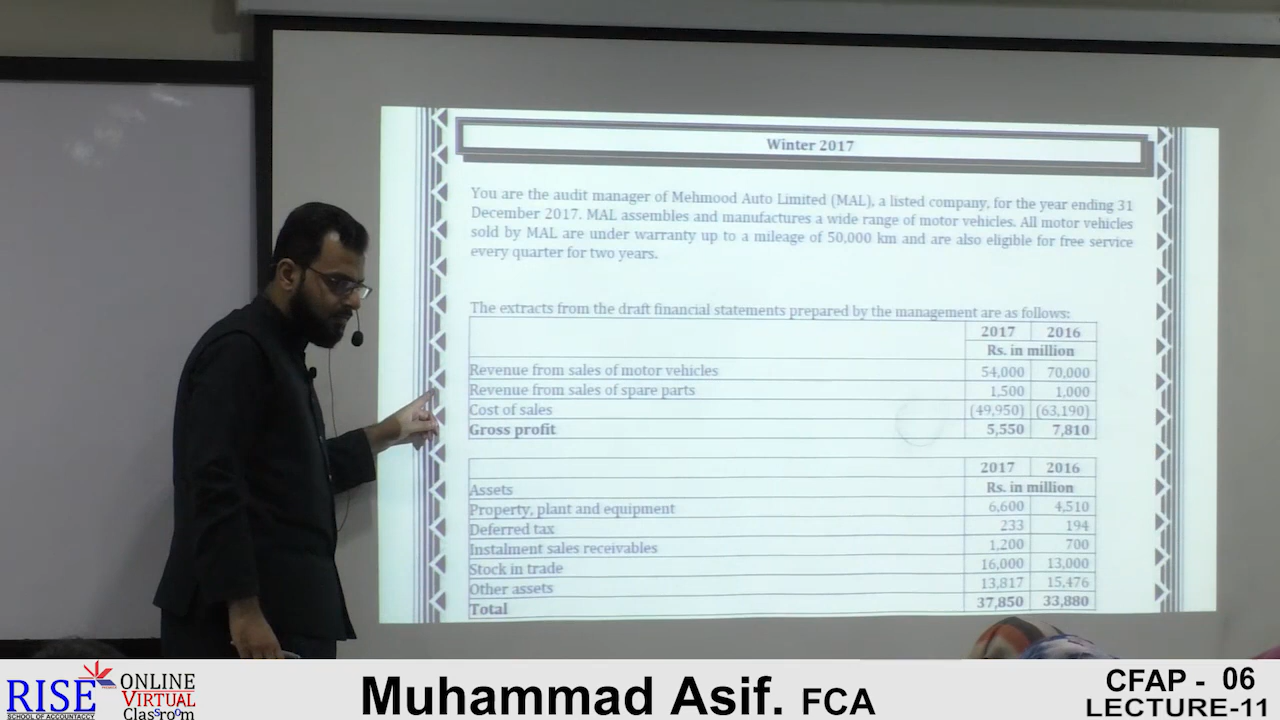 Winter 2017
You are the audit manager of Mehmood Auto Limited (MAL), a listed company, for the year ending 31
December 2017. MAL assembles and manufactures a wide range of motor vehicles. All motor vehicles
sold by MAL are under warranty up to a mileage of 50,000 km and are also eligible for free service
every quarter for two years.
The extracts from the draft financial statements prepared by the management are as follows:
2017 2016
Rs. in million
Revenue from sales of motor vehicles 54,000 70,000
Revenue from sales of spare parts 1,500 1,000
Cost of sales (49,950) (63,190)
Gross profit 5,550 7,810
2017 2016
Assets Rs. in million
Property, plant and equipment 6,600 4,510
Deferred tax 233 194
Instalment sales receivables 1,200 700
Stock in trade 16,000 13,000
Other assets 13,817 15,476
Total 37,850 33,880
RISE
SCHOOL OF ACCOUNTACCY
ONLINE
VIRTUAL
ClassroOm
Muhammad Asif. FCA
CFAP - 06
LECTURE-11